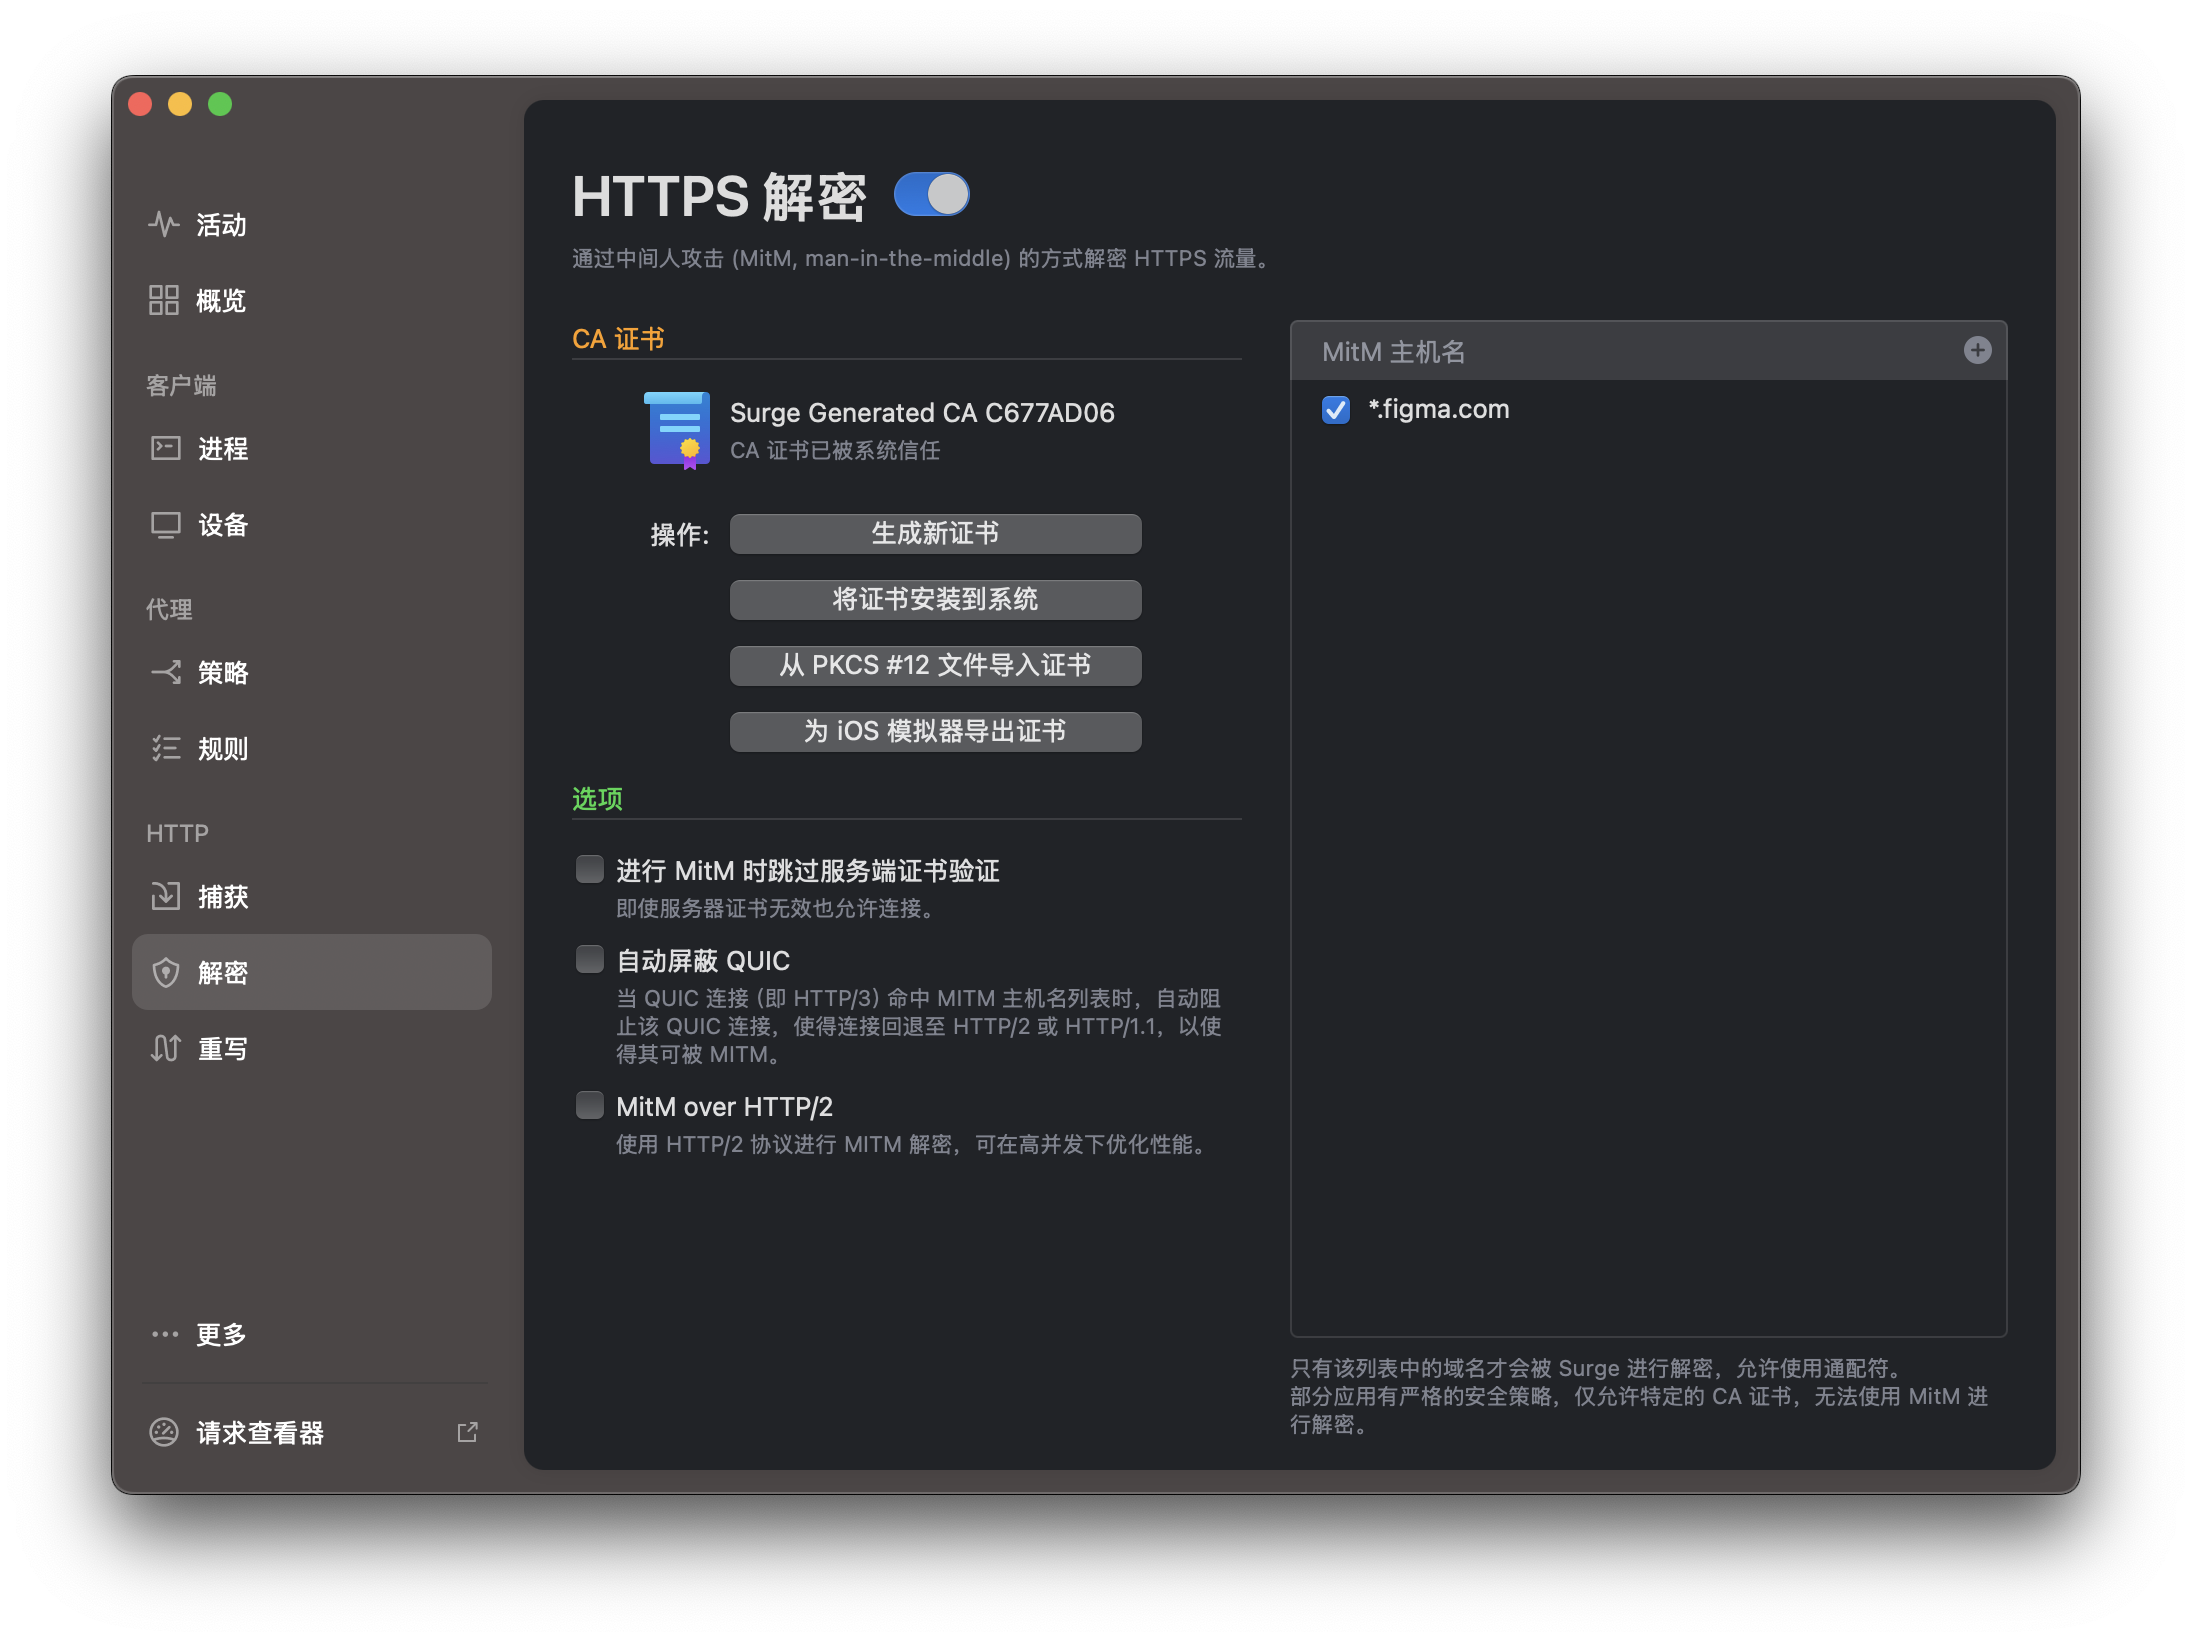 活动
概览
客户端
进程
设备
代理
策略
规则
HTTP
捕获
解密
重写
更多
请求查看器
HTTPS 解密
通过中间人攻击 (MitM, man-in-the-middle) 的方式解密 HTTPS 流量。
CA 证书
Surge Generated CA C677AD06
CA 证书已被系统信任
操作:
生成新证书
将证书安装到系统
从 PKCS #12 文件导入证书
为 iOS 模拟器导出证书
选项
进行 MitM 时跳过服务端证书验证
即使服务器证书无效也允许连接。
自动屏蔽 QUIC
当 QUIC 连接 (即 HTTP/3) 命中 MITM 主机名列表时，自动阻
止该 QUIC 连接，使得连接回退至 HTTP/2 或 HTTP/1.1，以使
得其可被 MITM。
MitM over HTTP/2
使用 HTTP/2 协议进行 MITM 解密，可在高并发下优化性能。
MitM 主机名
*.figma.com
只有该列表中的域名才会被 Surge 进行解密，允许使用通配符。
部分应用有严格的安全策略，仅允许特定的 CA 证书，无法使用 MitM 进
行解密。